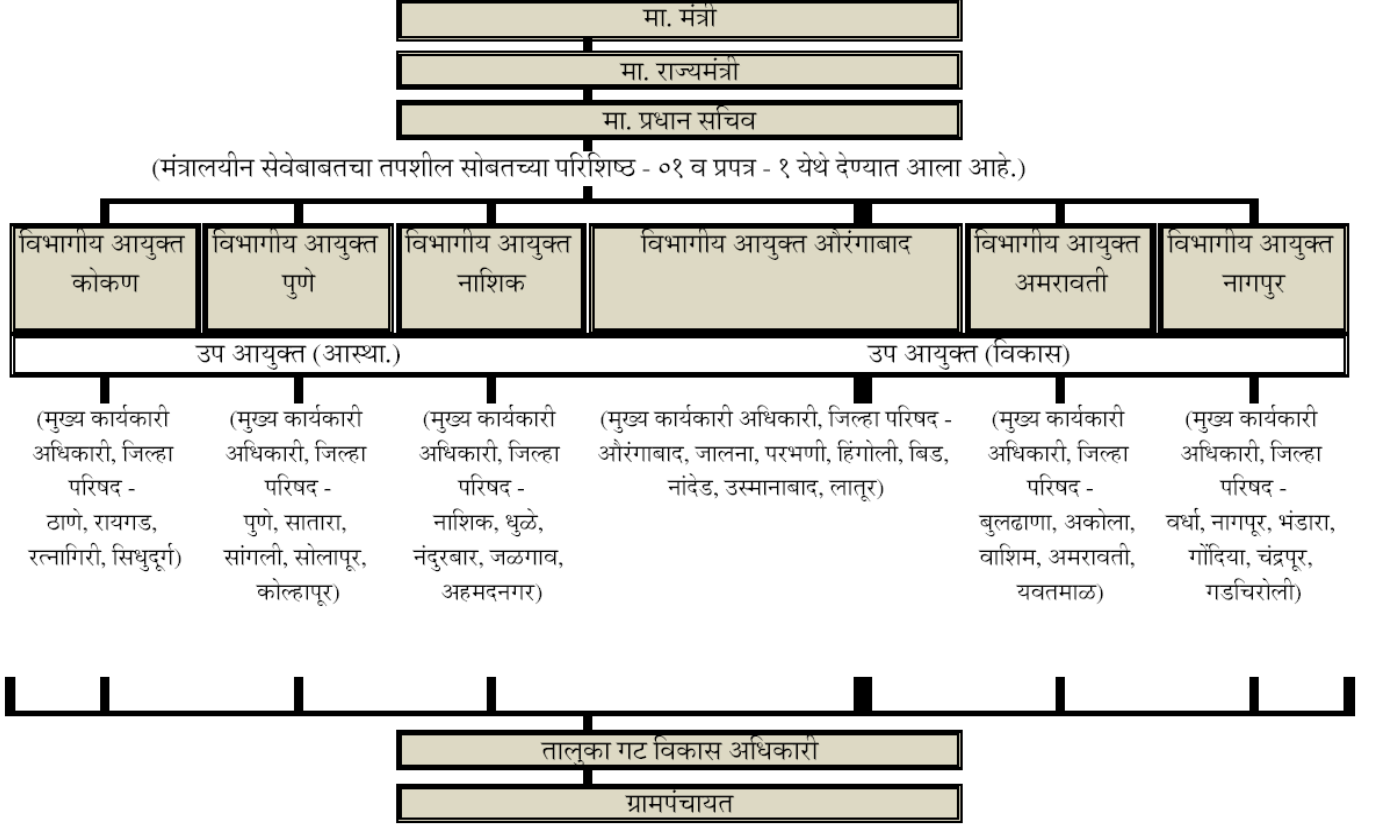 मा. मंत्री
मा. राज्यमंत्री
मा. प्रधान सचिव
(मंत्रालयीन सेवेबाबतचा तपशील सोबतच्या परिशिष्ठ - ०१ व प्रपत्र - १ येथे देण्यात आला आहे.)
विभागीय आयुक्त
कोकण
विभागीय आयुक्त
पुणे
विभागीय आयुक्त
नाशिक
विभागीय आयुक्त औरंगाबाद
विभागीय आयुक्त
अमरावती
विभागीय आयुक्त
नागपुर
उप आयुक्त (आस्था.)
उप आयुक्त (विकास)
(मुख्य कार्यकारी
अधिकारी, जिल्हा
परिषद -
ठाणे, रायगड,
रत्नागिरी, सिधुदूर्ग)
(मुख्य कार्यकारी
अधिकारी, जिल्हा
परिषद -
पुणे, सातारा,
सांगली, सोलापूर,
कोल्हापूर)
(मुख्य कार्यकारी
अधिकारी, जिल्हा
परिषद -
नाशिक, धुळे,
नंदुरबार, जळगाव,
अहमदनगर)
(मुख्य कार्यकारी अधिकारी, जिल्हा परिषद -
औरंगाबाद, जालना, परभणी, हिंगोली, बिड,
नांदेड, उस्मानाबाद, लातूर)
(मुख्य कार्यकारी
अधिकारी, जिल्हा
परिषद -
बुलढाणा, अकोला,
वाशिम, अमरावती,
यवतमाळ)
(मुख्य कार्यकारी
अधिकारी, जिल्हा
परिषद -
वर्धा, नागपूर, भंडारा,
गोंदिया, चंद्रपूर,
गडचिरोली)
तालुका गट विकास अधिकारी
ग्रामपंचायत